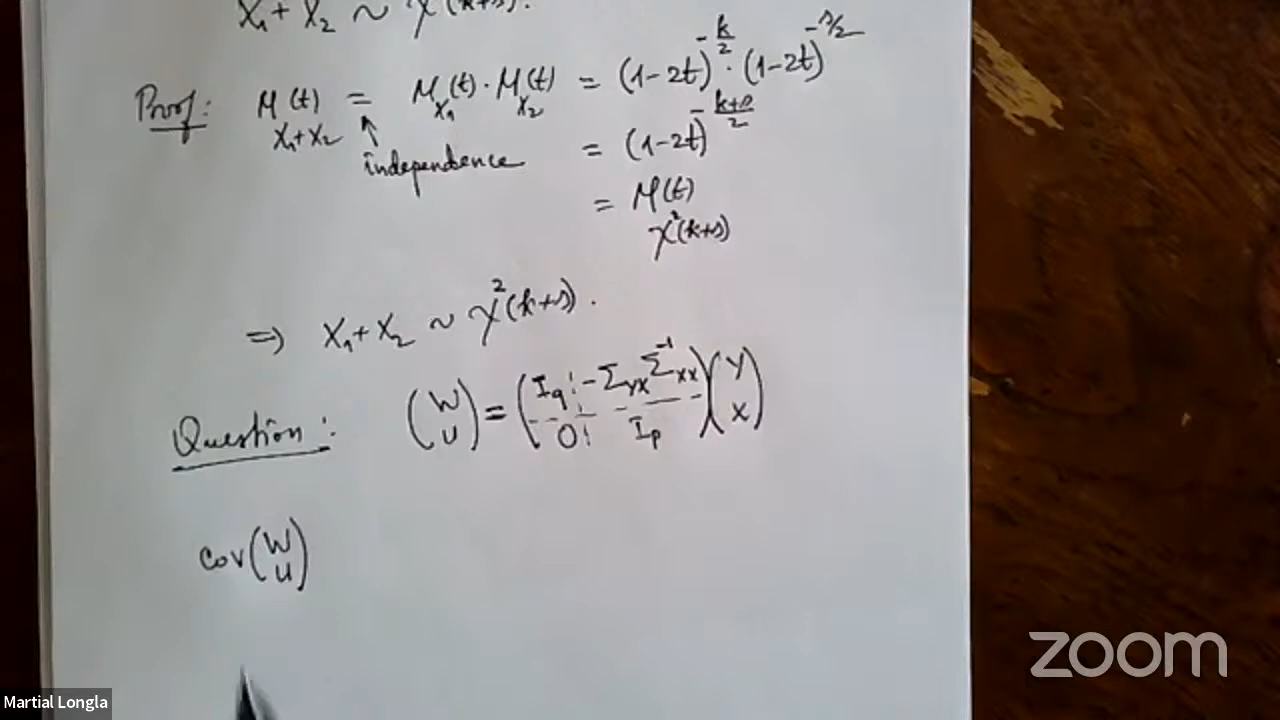 X₁ + X₂ ~ χ(k+s).
Proof: M_{X₁+X₂}(t) = M_{X₁}(t) · M_{X₂}(t) = (1-2t)^{-k/2} · (1-2t)^{-s/2}
independence = (1-2t)^{-(k+s)/2}
= M_{χ²(k+s)}(t)
⇒ X₁ + X₂ ~ χ²(k+s).
Question: (W U) = (I_q -Σ_{YX} Σ⁻¹_{XX} 0 I_p)(Y X)
cov(W U)
zoom
Martial Longla